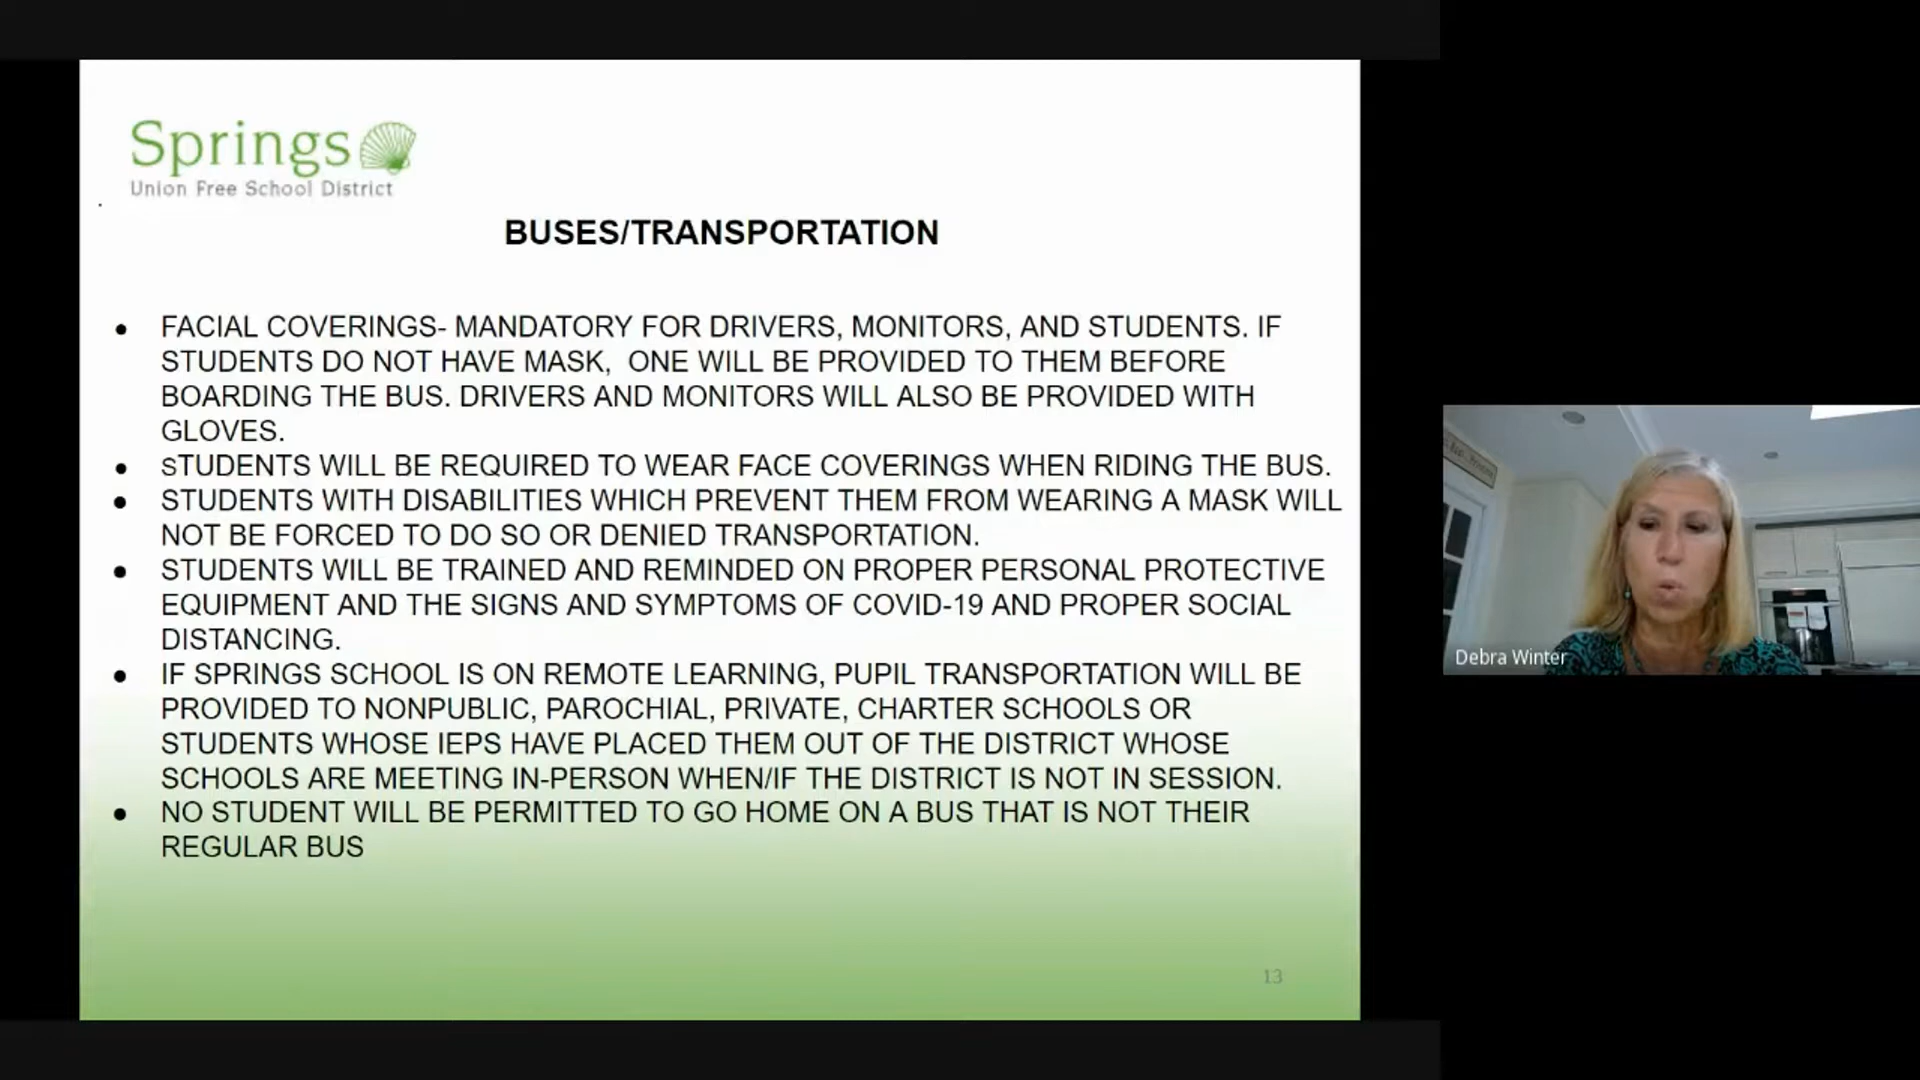 Springs
Union Free School District
.
BUSES/TRANSPORTATION
● FACIAL COVERINGS- MANDATORY FOR DRIVERS, MONITORS, AND STUDENTS. IF
STUDENTS DO NOT HAVE MASK,  ONE WILL BE PROVIDED TO THEM BEFORE
BOARDING THE BUS. DRIVERS AND MONITORS WILL ALSO BE PROVIDED WITH
GLOVES.
● STUDENTS WILL BE REQUIRED TO WEAR FACE COVERINGS WHEN RIDING THE BUS.
● STUDENTS WITH DISABILITIES WHICH PREVENT THEM FROM WEARING A MASK WILL
NOT BE FORCED TO DO SO OR DENIED TRANSPORTATION.
● STUDENTS WILL BE TRAINED AND REMINDED ON PROPER PERSONAL PROTECTIVE
EQUIPMENT AND THE SIGNS AND SYMPTOMS OF COVID-19 AND PROPER SOCIAL
DISTANCING.
● IF SPRINGS SCHOOL IS ON REMOTE LEARNING, PUPIL TRANSPORTATION WILL BE
PROVIDED TO NONPUBLIC, PAROCHIAL, PRIVATE, CHARTER SCHOOLS OR
STUDENTS WHOSE IEPS HAVE PLACED THEM OUT OF THE DISTRICT WHOSE
SCHOOLS ARE MEETING IN-PERSON WHEN/IF THE DISTRICT IS NOT IN SESSION.
● NO STUDENT WILL BE PERMITTED TO GO HOME ON A BUS THAT IS NOT THEIR
REGULAR BUS
13
Debra Winter